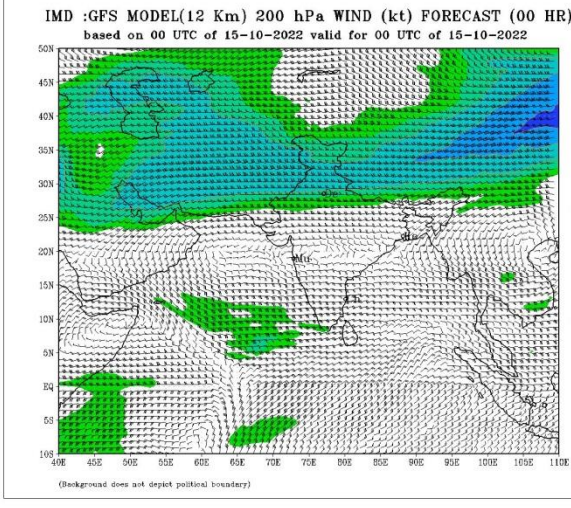 IMD :GFS MODEL(12 Km) 200 hPa WIND (kt) FORECAST (00 HR)
based on 00 UTC of 15-10-2022 valid for 00 UTC of 15-10-2022
50N
45N
40N
35N
30N
25N
20N
15N
10N
5N
EQ
5S
10S
40E 45E 50E 55E 60E 65E 70E 75E 80E 85E 90E 95E 100E 105E 110E
(Background does not depict political boundary)